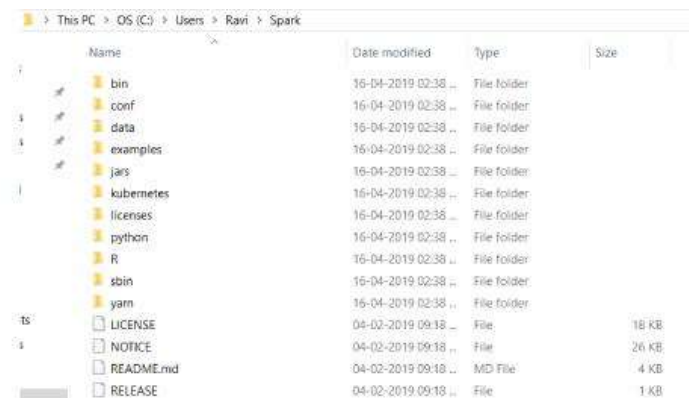 > This PC > OS (C:) > Users > Ravi > Spark
Name Date modified Type Size
bin 16-04-2019 02:38 ... File folder
conf 16-04-2019 02:38 ... File folder
data 16-04-2019 02:38 ... File folder
examples 16-04-2019 02:38 ... File folder
jars 16-04-2019 02:38 ... File folder
kubernetes 16-04-2019 02:38 ... File folder
licenses 16-04-2019 02:38 ... File folder
python 16-04-2019 02:38 ... File folder
R 16-04-2019 02:38 ... File folder
sbin 16-04-2019 02:38 ... File folder
yarn 16-04-2019 02:38 ... File folder
ts LICENSE 04-02-2019 09:18 ... File 18 KB
NOTICE 04-02-2019 09:18 ... File 26 KB
README.md 04-02-2019 09:18 ... MD File 4 KB
RELEASE 04-02-2019 09:18 ... File 1 KB